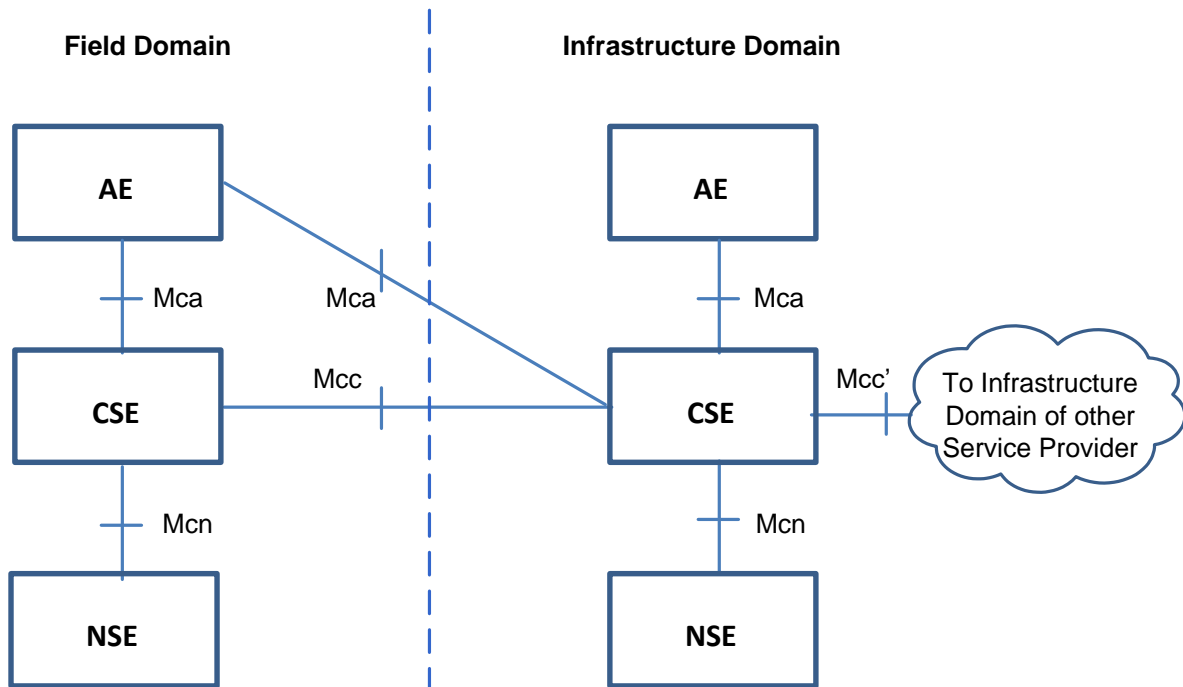 Field Domain
Infrastructure Domain
AE
AE
Mca
Mca
Mca
CSE
Mcc
CSE
Mcc’
To Infrastructure
Domain of other
Service Provider
Mcn
Mcn
NSE
NSE